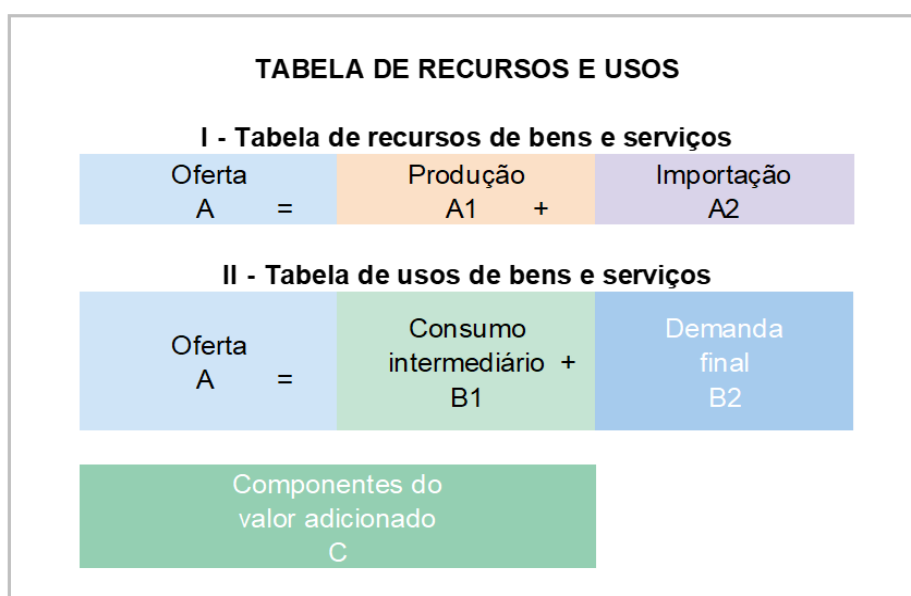 TABELA DE RECURSOS E USOS
I - Tabela de recursos de bens e serviços
Oferta Produção Importação
A = A1 + A2
II - Tabela de usos de bens e serviços
Oferta
A =
Consumo
intermediário +
B1
Demanda
final
B2
Componentes do
valor adicionado
C